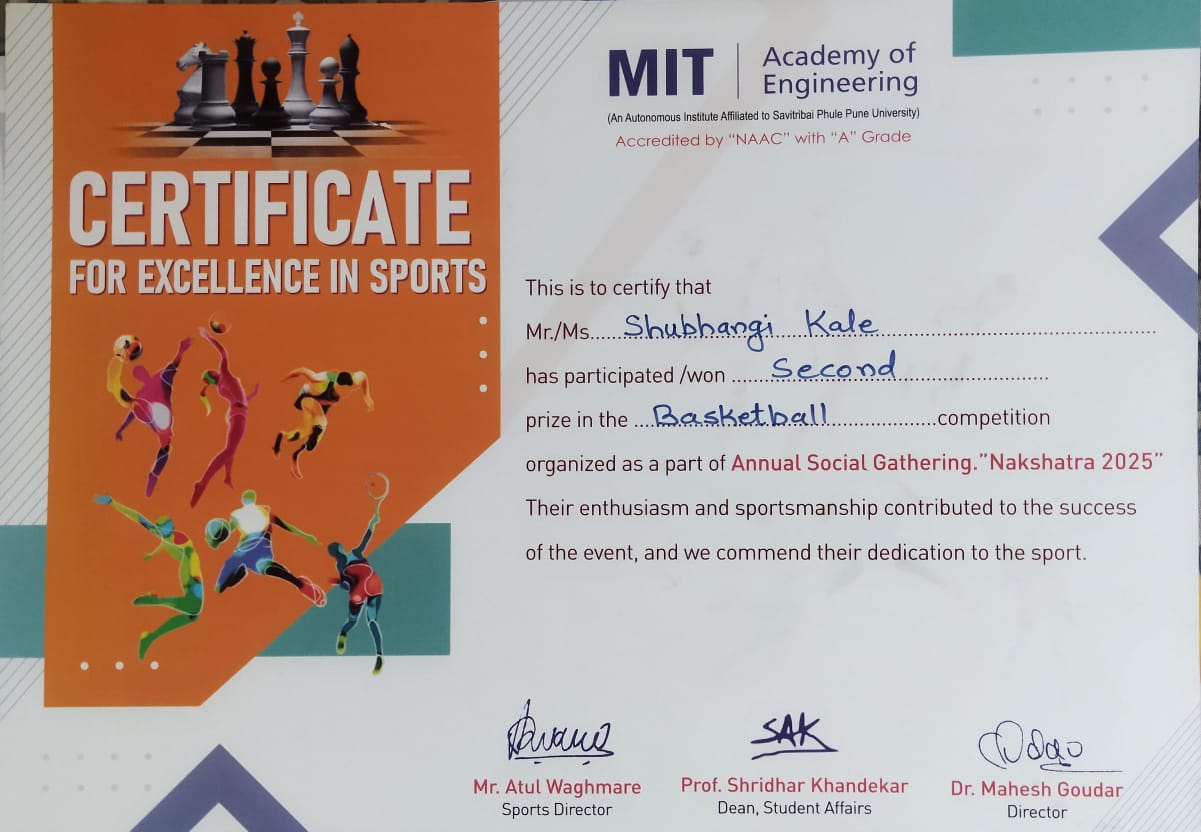 MIT
Academy of
Engineering
(An Autonomous Institute Affiliated to Savitribai Phule Pune University)
Accredited by “NAAC” with “A” Grade
CERTIFICATE
FOR EXCELLENCE IN SPORTS
This is to certify that
Mr./Ms..... Shubhangi Kale
has participated /won ........ Second
prize in the .... Basketball ....................competition
organized as a part of Annual Social Gathering.”Nakshatra 2025”
Their enthusiasm and sportsmanship contributed to the success
of the event, and we commend their dedication to the sport.
SAK
Mr. Atul Waghmare
Sports Director
Prof. Shridhar Khandekar
Dean, Student Affairs
Dr. Mahesh Goudar
Director